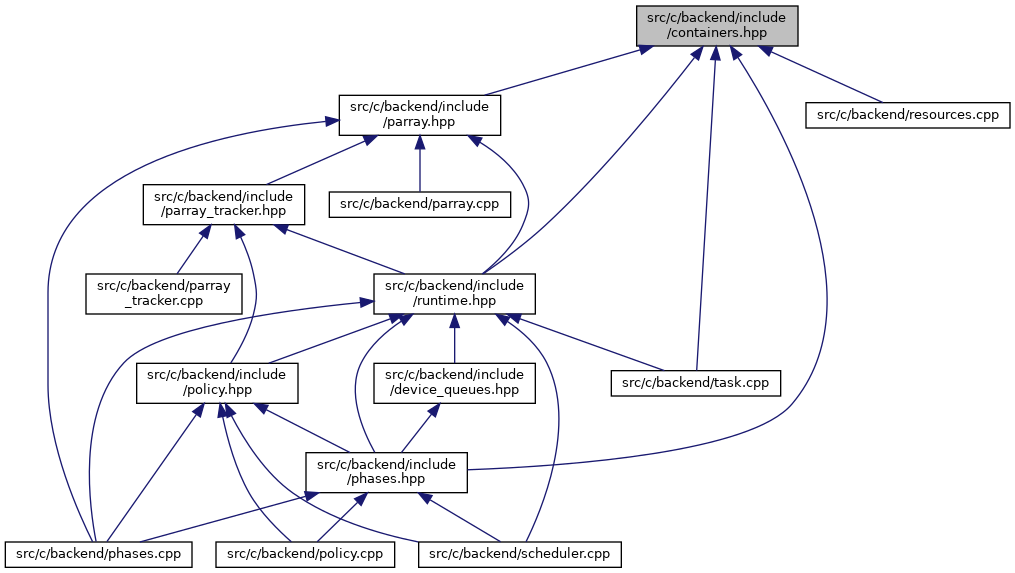 src/c/backend/include
/containers.hpp
src/c/backend/include
/parray.hpp
src/c/backend/resources.cpp
src/c/backend/include
/parray_tracker.hpp
src/c/backend/parray.cpp
src/c/backend/parray
_tracker.cpp
src/c/backend/include
/runtime.hpp
src/c/backend/include
/policy.hpp
src/c/backend/include
/device_queues.hpp
src/c/backend/task.cpp
src/c/backend/include
/phases.hpp
src/c/backend/phases.cpp
src/c/backend/policy.cpp
src/c/backend/scheduler.cpp